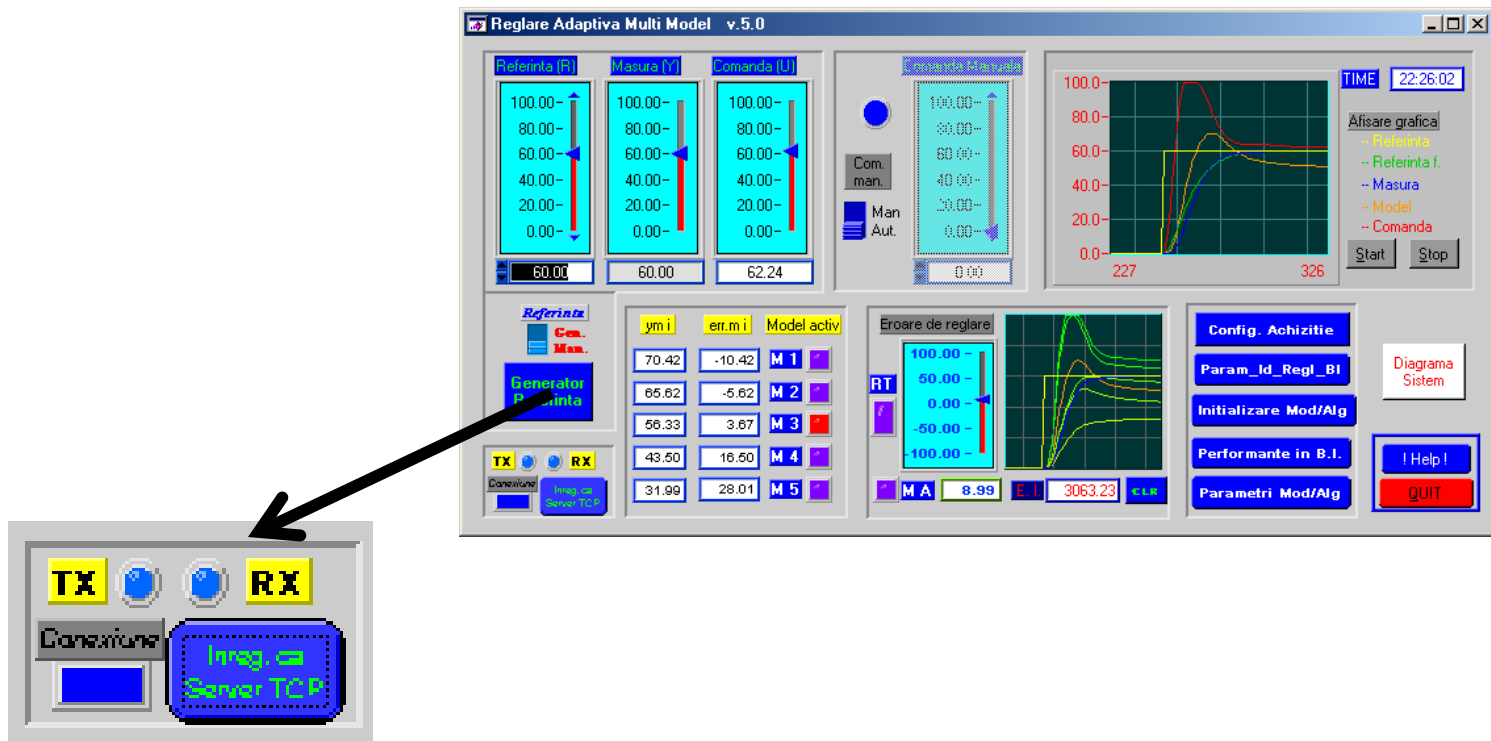 Reglare Adaptiva Multi Model v.5.0
Referinta (R) Masura (Y) Comanda (U) Comanda Manuala
100.00 100.00 100.00 100.00
80.00 80.00 80.00 80.00
60.00 60.00 60.00 60.00
40.00 40.00 40.00 40.00
20.00 20.00 20.00 20.00
0.00 0.00 0.00 0.00
60.00 60.00 62.24 0.00
Com.
man.
Man
Aut.
100.0
80.0
60.0
40.0
20.0
0.0
227 326
TIME 22:26:02
Afisare grafica
-- Referinta
-- Referinta f.
-- Masura
-- Model
-- Comanda
Start Stop
Referinta
Gen.
Man.
Generator
ym i err.m i Model activ
70.42 -10.42 M 1
65.62 -5.62 M 2
56.33 3.67 M 3
43.50 16.50 M 4
31.99 28.01 M 5
Eroare de reglare
100.00
50.00
0.00
-50.00
-100.00
RT
M A 8.99 E.I. 3063.23 CLR
Config. Achizitie
Param_Id_Regl_BI
Initializare Mod/Alg
Performante in B.I.
Parametri Mod/Alg
Diagrama
Sistem
! Help !
QUIT
TX RX
Conexiune
Inreg. ca
Server TCP
TX RX
Conexiune
Inreg. ca
Server TCP